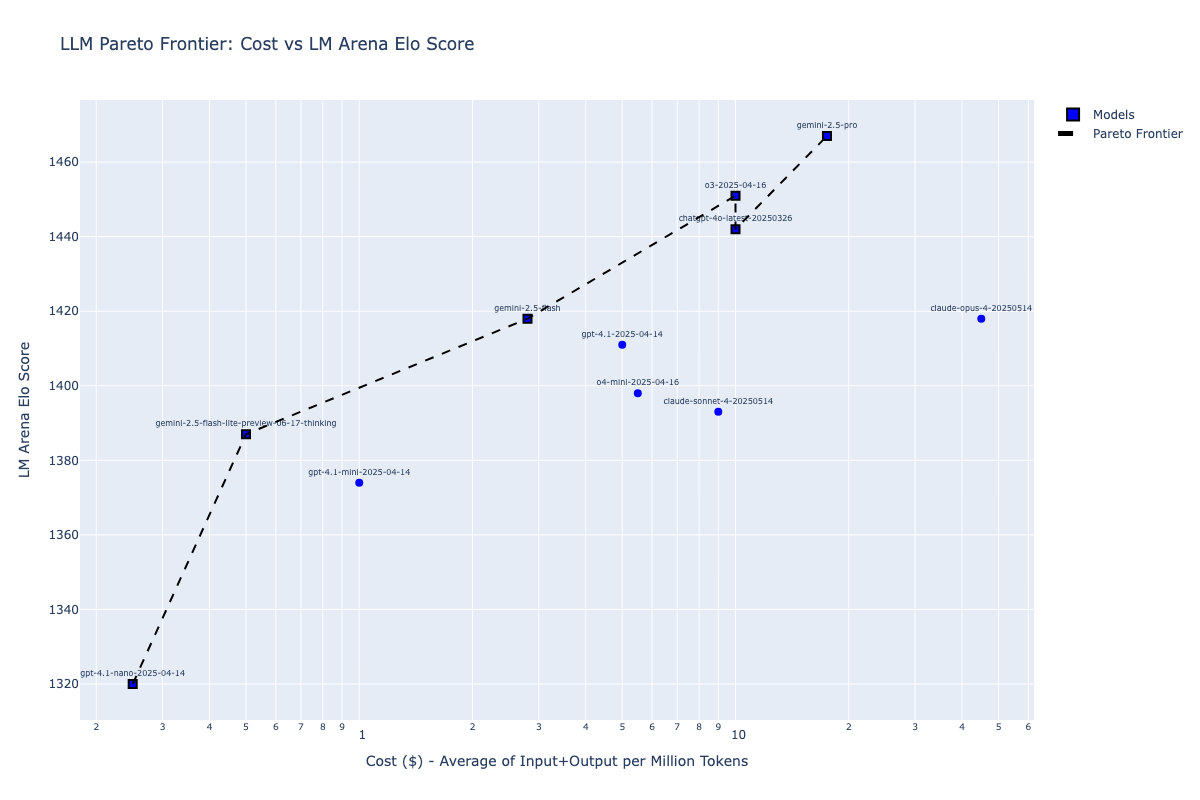 LLM Pareto Frontier: Cost vs LM Arena Elo Score
Models
Pareto Frontier
gemini-2.5-pro
1460
o3-2025-04-16
chatgpt-4o-latest-20250326
1440
gemini-2.5-flash
claude-opus-4-20250514
1420
gpt-4.1-2025-04-14
o4-mini-2025-04-16
1400
claude-sonnet-4-20250514
gemini-2.5-flash-lite-preview-06-17-thinking
1380
gpt-4.1-mini-2025-04-14
1360
1340
gpt-4.1-nano-2025-04-14
1320
LM Arena Elo Score
2 3 4 5 6 7 8 9 1 2 3 4 5 6 7 8 9 10 2 3 4 5 6
Cost ($) - Average of Input+Output per Million Tokens